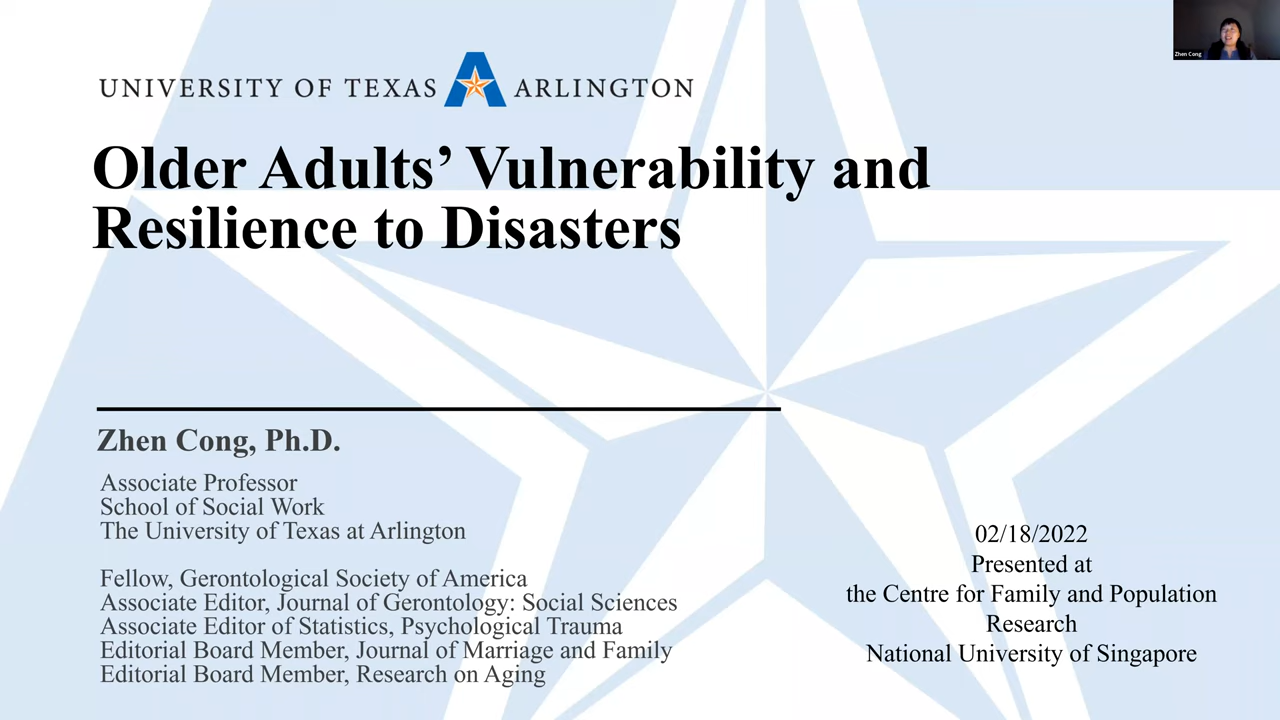 Zhen Cong
UNIVERSITY OF TEXAS A ARLINGTON
Older Adults’ Vulnerability and
Resilience to Disasters
Zhen Cong, Ph.D.
Associate Professor
School of Social Work
The University of Texas at Arlington
Fellow, Gerontological Society of America
Associate Editor, Journal of Gerontology: Social Sciences
Associate Editor of Statistics, Psychological Trauma
Editorial Board Member, Journal of Marriage and Family
Editorial Board Member, Research on Aging
02/18/2022
Presented at
the Centre for Family and Population
Research
National University of Singapore